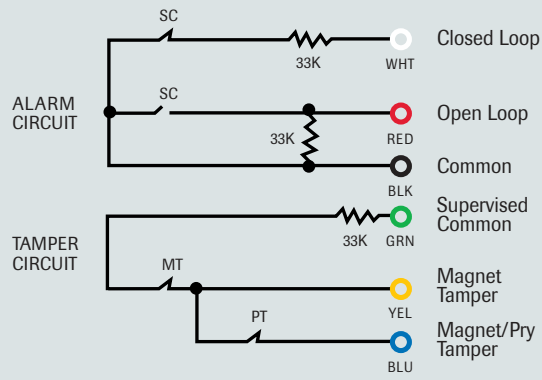 SC
33K
WHT
Closed Loop
ALARM
CIRCUIT
SC
33K
RED
Open Loop
BLK
Common
33K
GRN
Supervised
Common
TAMPER
CIRCUIT
MT
YEL
Magnet
Tamper
PT
BLU
Magnet/Pry
Tamper